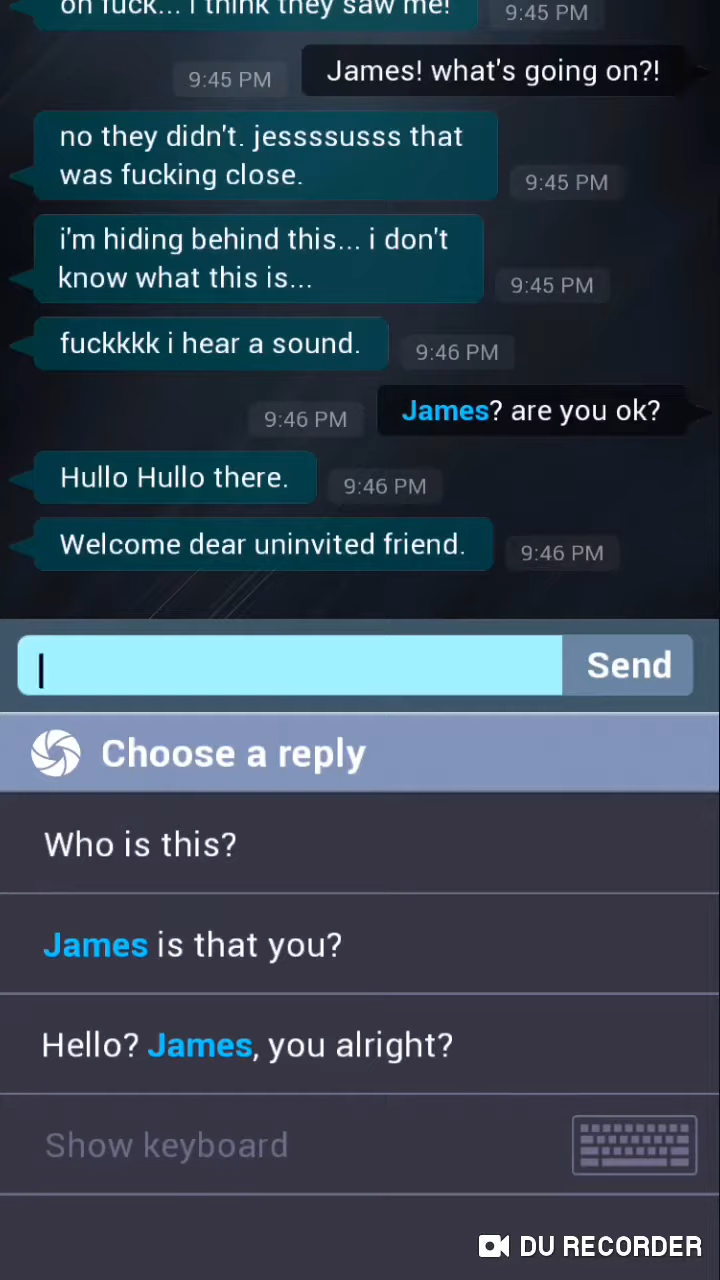 oh fuck... i think they saw me!
9:45 PM
9:45 PM
James! what's going on?!
no they didn't. jessssusss that
was fucking close.
9:45 PM
i'm hiding behind this... i don't
know what this is...
9:45 PM
fuckkkk i hear a sound.
9:46 PM
9:46 PM
James? are you ok?
Hullo Hullo there.
9:46 PM
Welcome dear uninvited friend.
9:46 PM
Send
Choose a reply
Who is this?
James is that you?
Hello? James, you alright?
Show keyboard
DU RECORDER